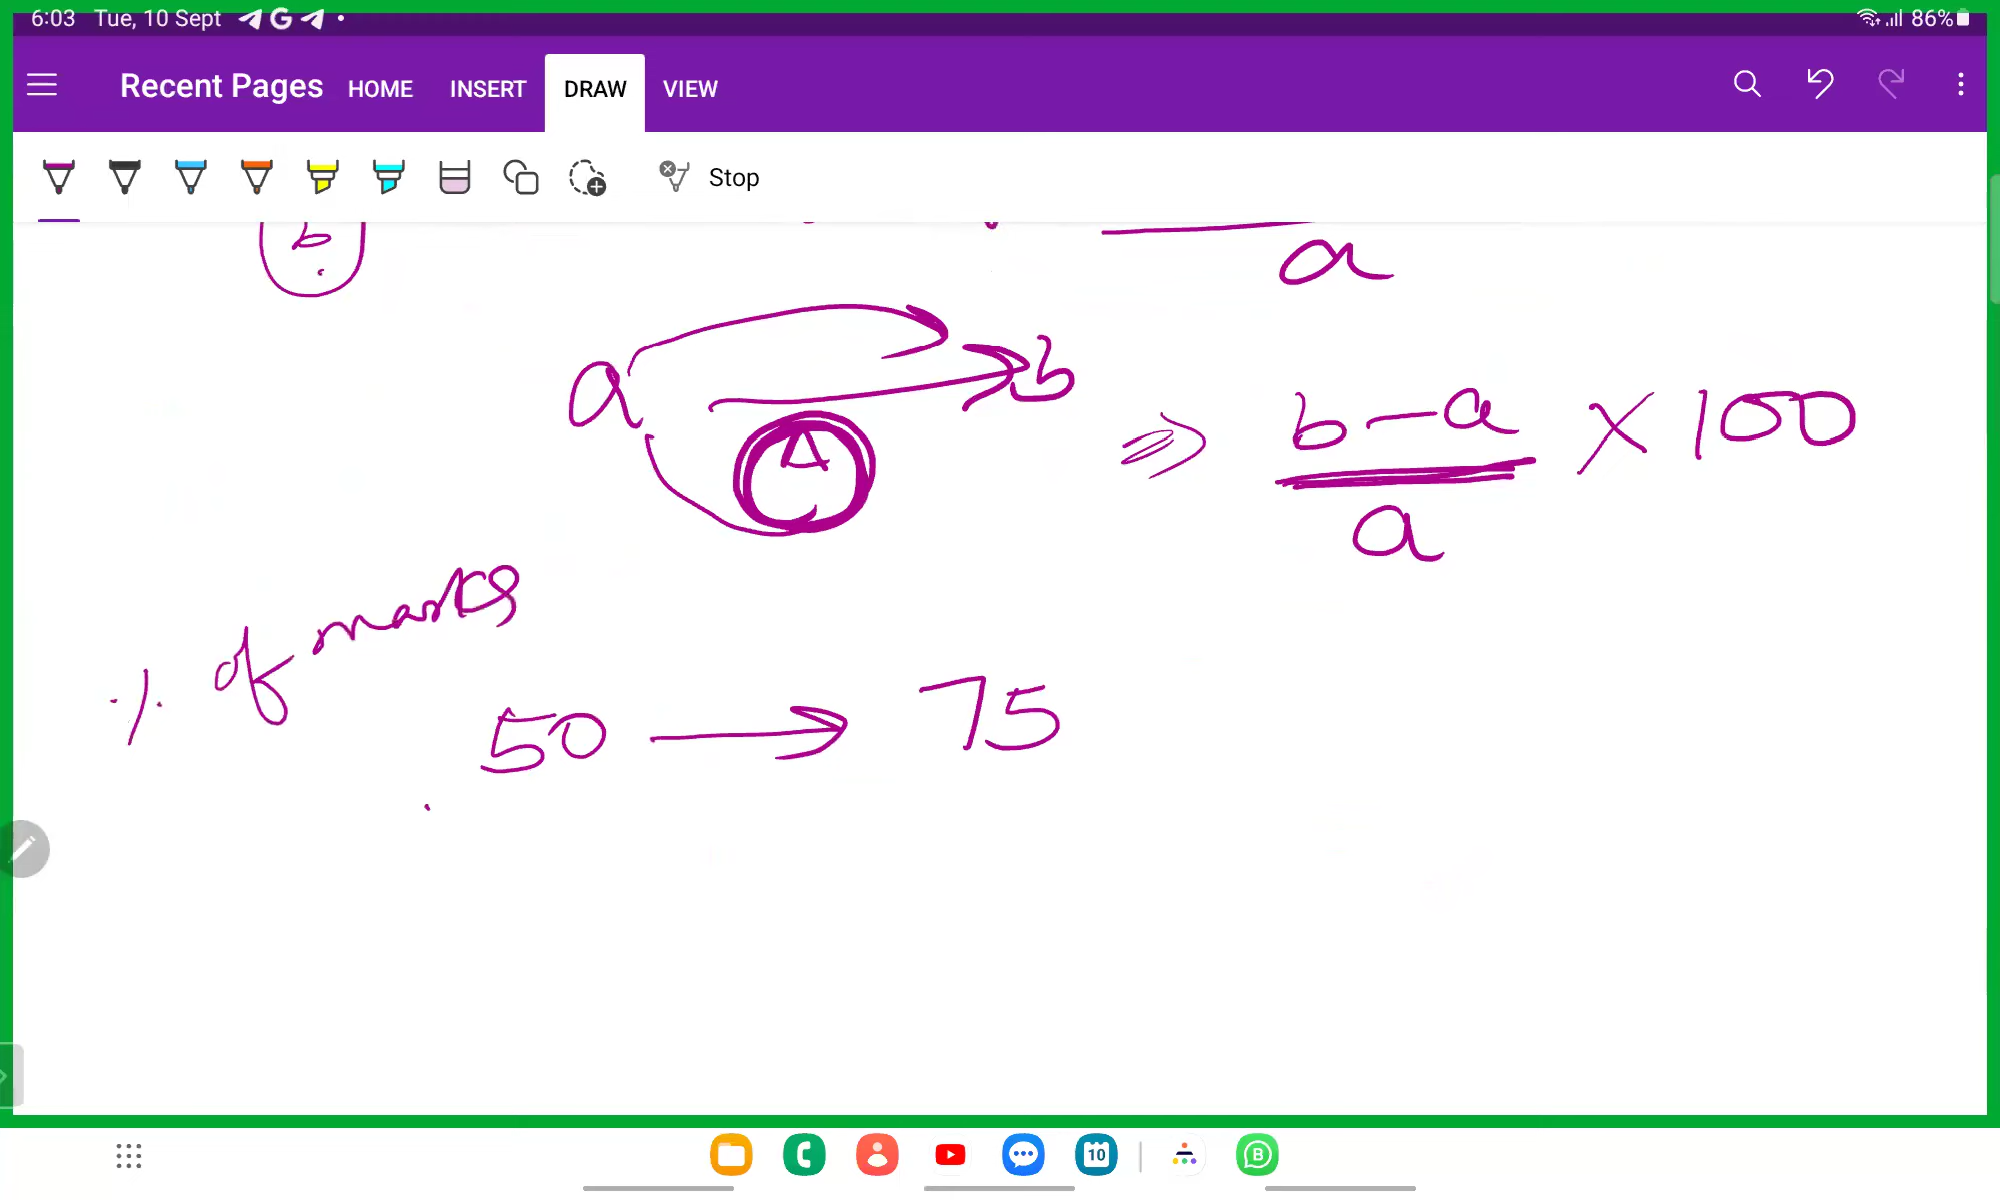 6:03 Tue, 10 Sept 86%
Recent Pages HOME INSERT DRAW VIEW
Stop
b
a
a b
Δ
⇒ b-a × 100
a
% of marks
50 → 75
10
B